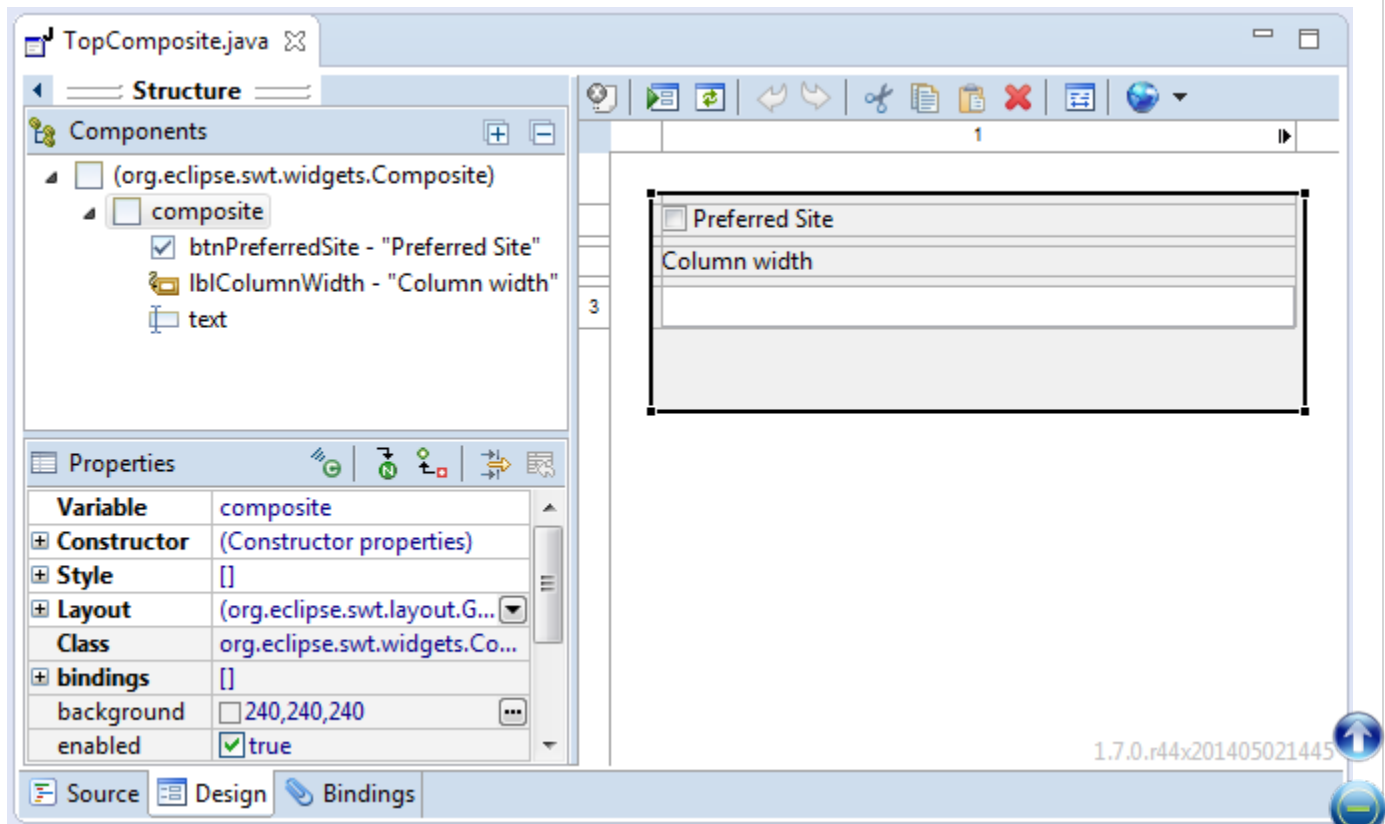 TopComposite.java
Structure
Components
(org.eclipse.swt.widgets.Composite)
composite
btnPreferredSite - "Preferred Site"
lblColumnWidth - "Column width"
text
Properties
Variable composite
Constructor (Constructor properties)
Style []
Layout (org.eclipse.swt.layout.G...
Class org.eclipse.swt.widgets.Co...
bindings []
background 240,240,240
enabled true
1
Preferred Site
Column width
3
1.7.0.r44x201405021445
Source Design Bindings